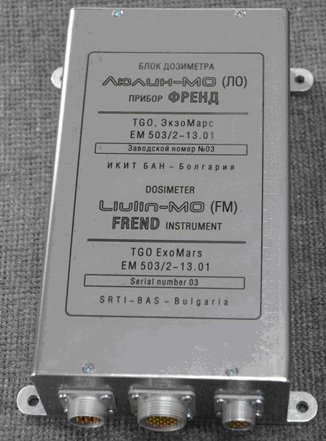 БЛОК ДОЗИМЕТРА
Люлин-МО (ЛО)
ПРИБОР ФРЕНД
TGO, ЭкзоМарс
EM 503/2-13.01
Заводской номер №03
ИКИТ БАН - Болгария
DOSIMETER
Liulin-MO (FM)
FREND INSTRUMENT
TGO ExoMars
EM 503/2-13.01
Serial number 03
SRTI-BAS-Bulgaria